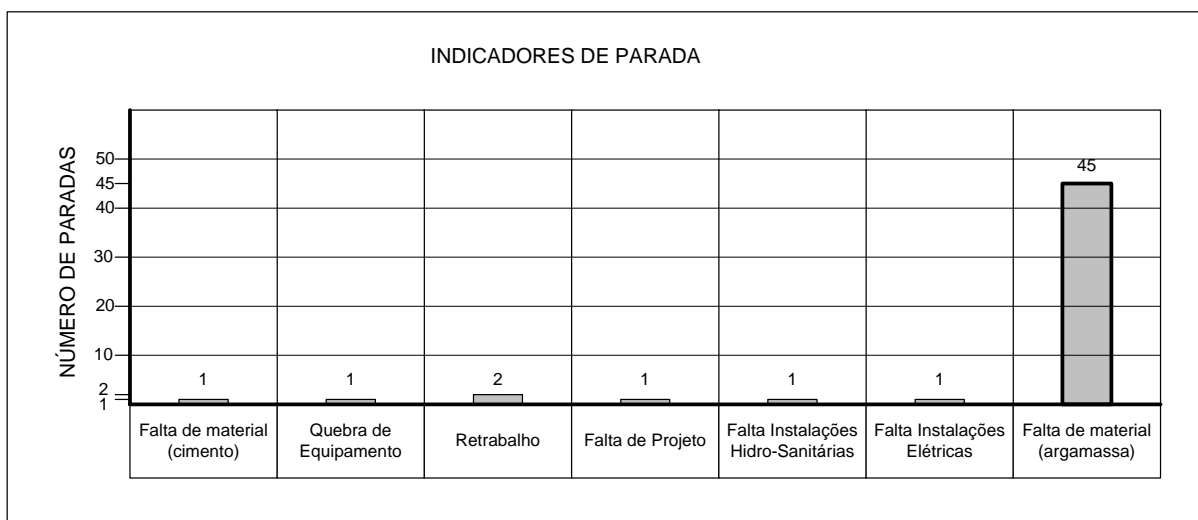 INDICADORES DE PARADA
NÚMERO DE PARADAS
50
45
40
30
20
10
2
1
1
1
2
1
1
1
45
Falta de material
(cimento)
Quebra de
Equipamento
Retrabalho
Falta de Projeto
Falta Instalações
Hidro-Sanitárias
Falta Instalações
Elétricas
Falta de material
(argamassa)